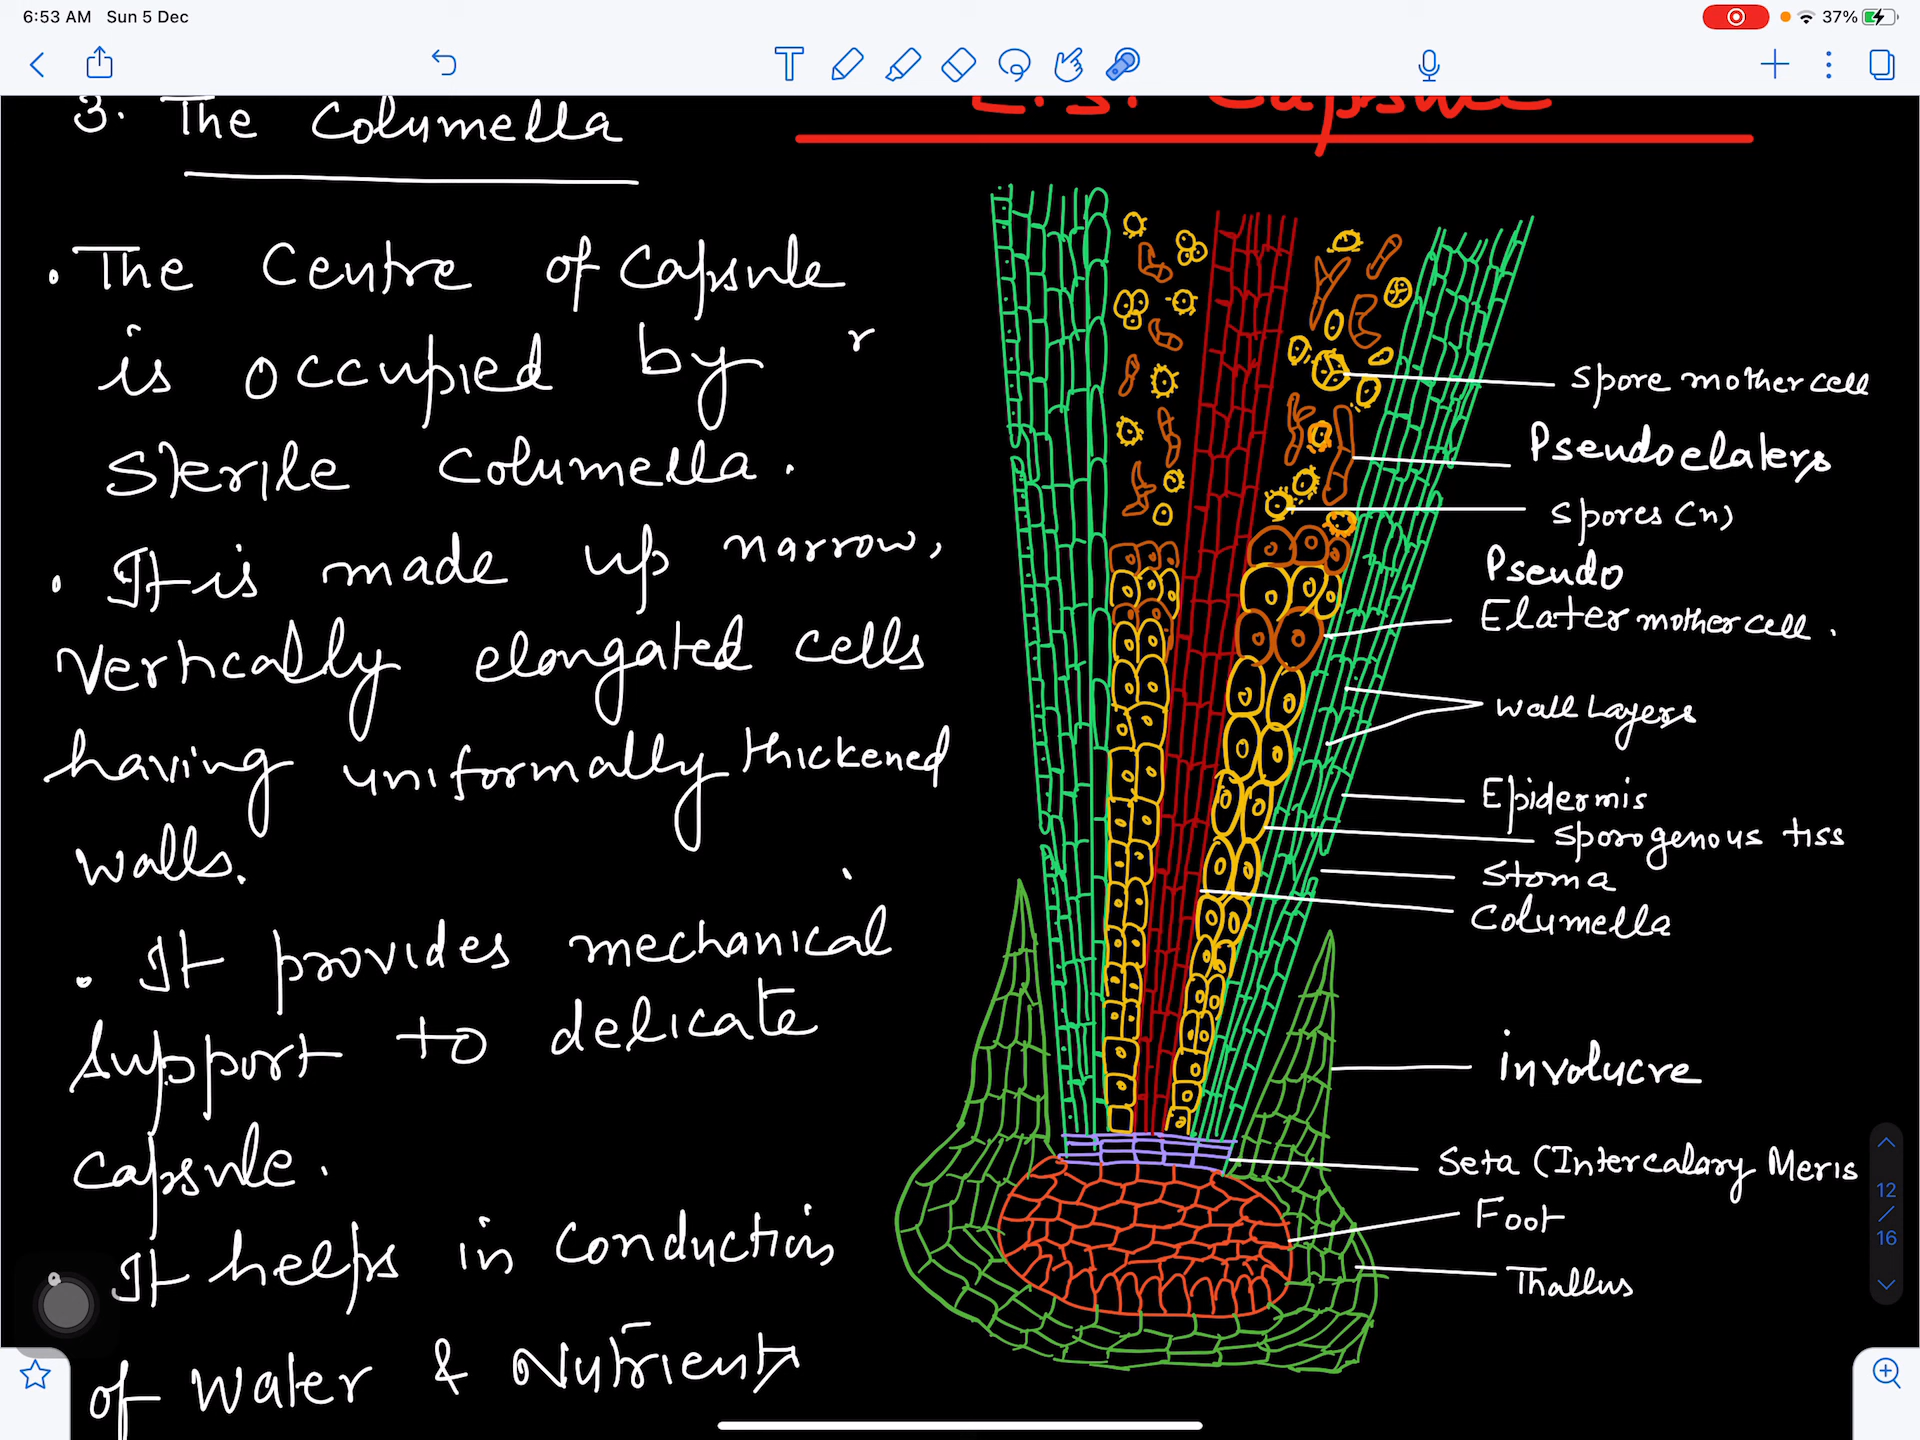 6:53 AM Sun 5 Dec
37%
3. The Columella
L.S. Capsule
. The Centre of Capsule
is occupied by r
sterile Columella.
. It is made up narrow,
vertically elongated cells
having uniformally thickened
walls.
. It provides mechanical
support to delicate
capsule.
It helps in conduction
of water & Nutrients
Spore mother cell
Pseudoelaters
Spores (n)
Pseudo
Elater mother cell.
wall Layers
Epidermis
Sporogenous tiss
Stoma
Columella
involucre
Seta (Intercalary Meris
Foot
Thallus
12
/
16